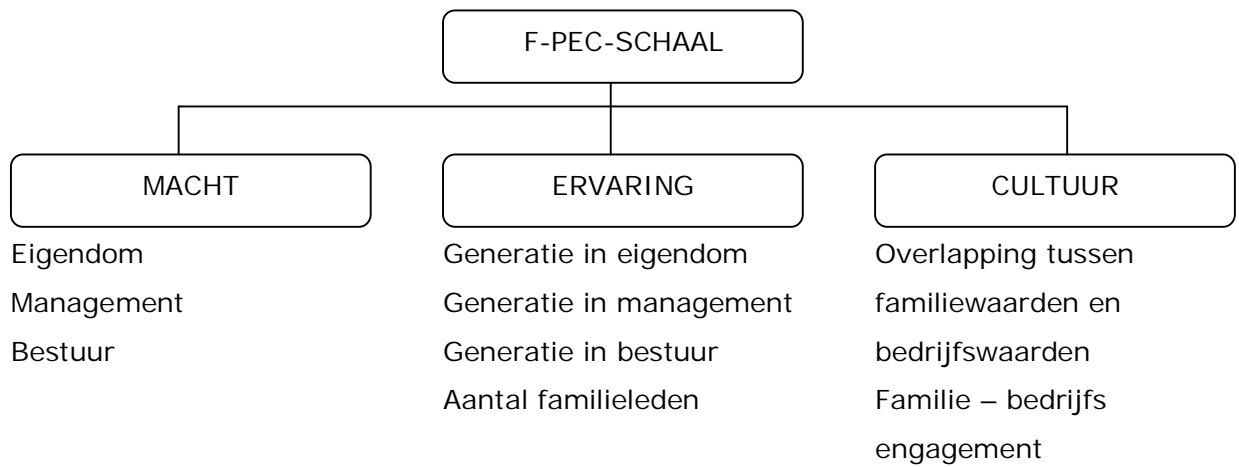 F-PEC-SCHAAL
MACHT
Eigendom
Management
Bestuur
ERVARING
Generatie in eigendom
Generatie in management
Generatie in bestuur
Aantal familieleden
CULTUUR
Overlapping tussen
familiewaarden en
bedrijfswaarden
Familie – bedrijfs
engagement